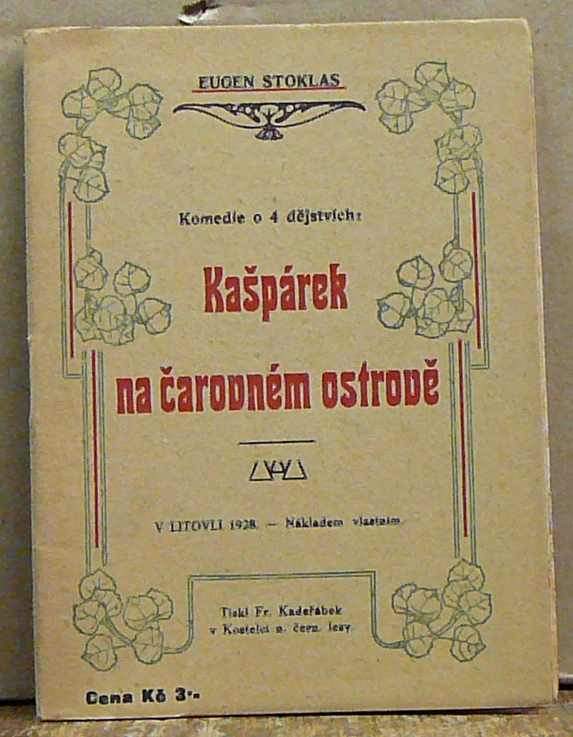 EUGEN STOKLAS
Komedie o 4 dějstvích:
Kašpárek
na čarovném ostrově
V LITOVLI 1928. — Nákladem vlastním.
Tiskl Fr. Kadeřábek
v Kostelci n. čern. lesy.
Cena Kč 3·—